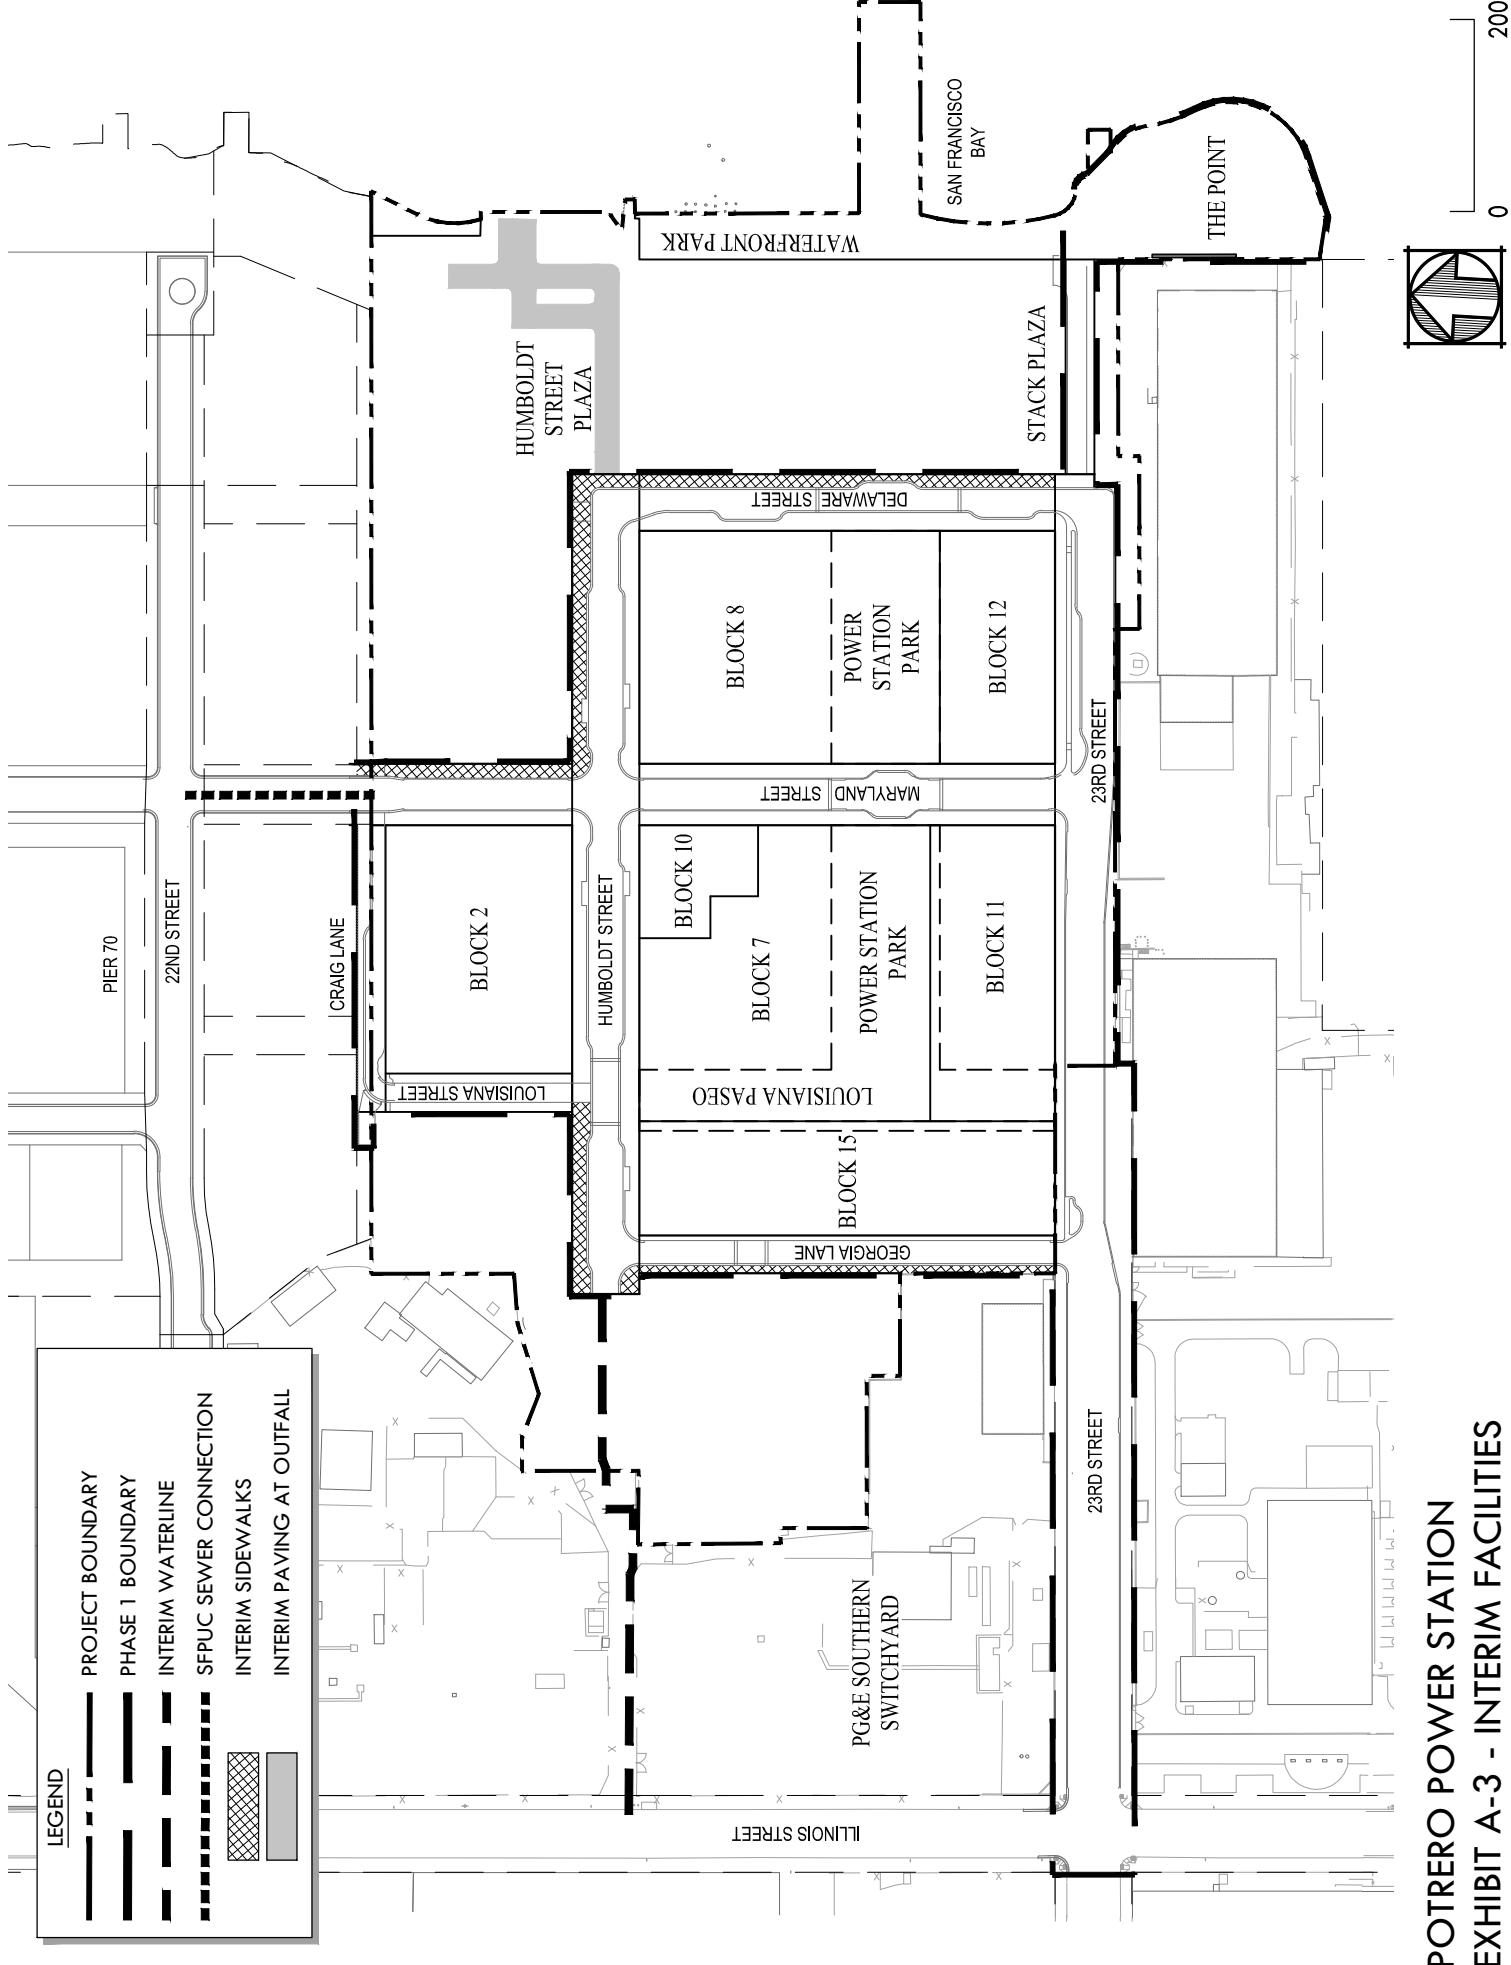 LEGEND
PROJECT BOUNDARY
PHASE 1 BOUNDARY
INTERIM WATERLINE
SFPUC SEWER CONNECTION
INTERIM SIDEWALKS
INTERIM PAVING AT OUTFALL
PIER 70
22ND STREET
CRAIG LANE
BLOCK 2
LOUISIANA STREET
HUMBOLDT
STREET
PLAZA
HUMBOLDT STREET
WATERFRONT PARK
BLOCK 10
BLOCK 7
BLOCK 8
LOUISIANA PASEO
MARYLAND
STREET
DELAWARE
STREET
BLOCK 15
GEORGIA LANE
POWER STATION
PARK
POWER
STATION
PARK
BLOCK 11
BLOCK 12
SAN FRANCISCO
BAY
STACK PLAZA
THE POINT
ILLINOIS STREET
PG&E SOUTHERN
SWITCHYARD
23RD STREET
23RD STREET
POTRERO POWER STATION
EXHIBIT A-3 - INTERIM FACILITIES
0
200